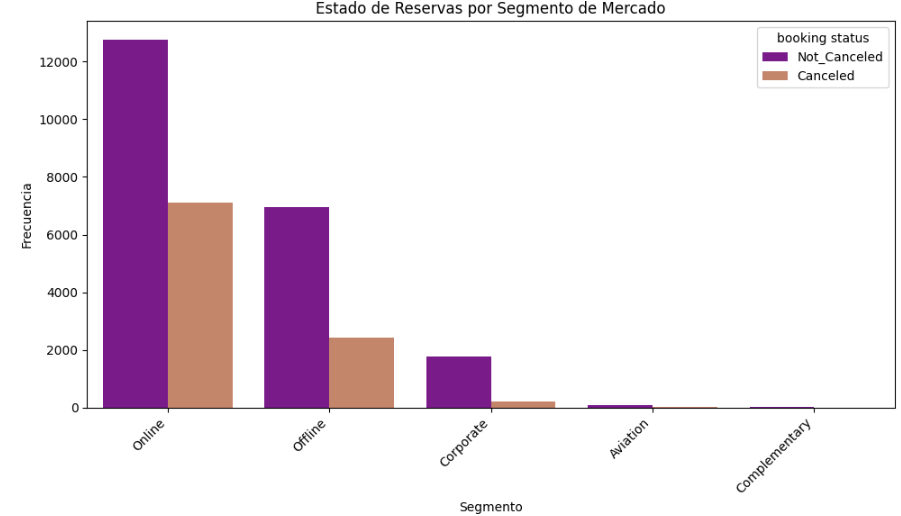 Estado de Reservas por Segmento de Mercado
booking status
Not_Canceled
Canceled
12000
10000
8000
6000
4000
2000
0
Frecuencia
Online
Offline
Corporate
Aviation
Complementary
Segmento